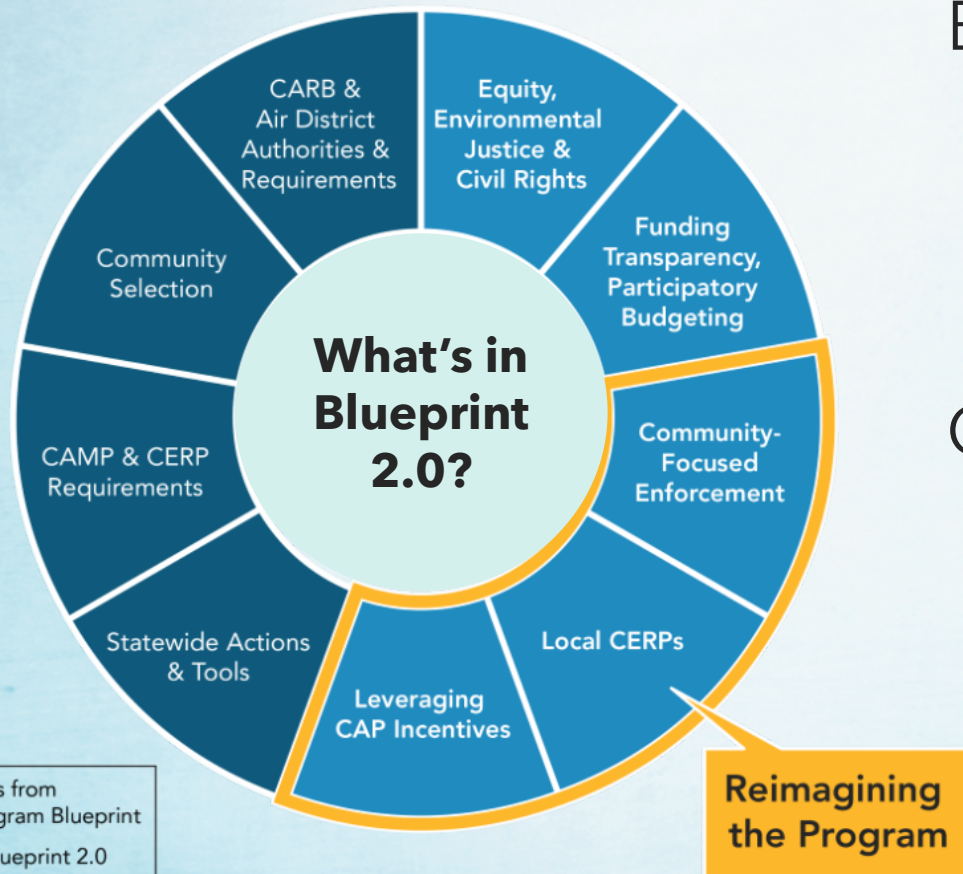 CARB &
Air District
Authorities &
Requirements
Equity,
Environmental
Justice &
Civil Rights
Funding
Transparency,
Participatory
Budgeting
Community-
Focused
Enforcement
Local CERPs
Leveraging
CAP Incentives
Statewide Actions
& Tools
CAMP & CERP
Requirements
Community
Selection
What's in
Blueprint
2.0?
Reimagining
the Program
from
Blueprint
2.0